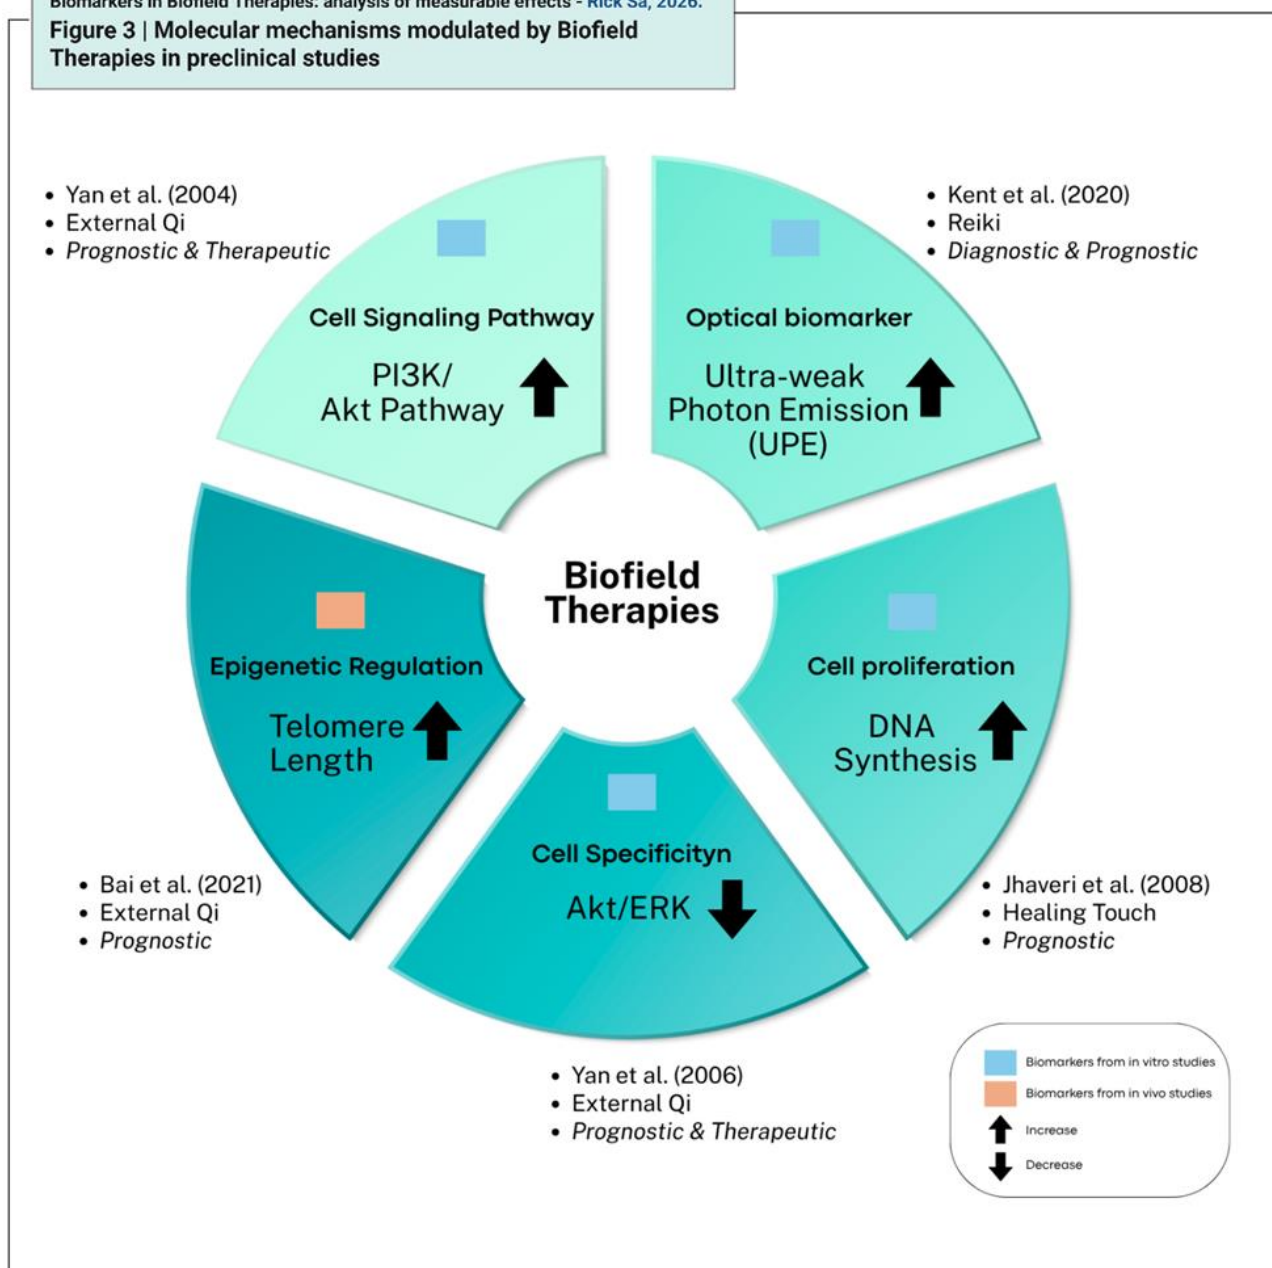 Biomarkers in Biofield Therapies: analysis of measurable effects - Rick Sá, 2026.
Figure 3 | Molecular mechanisms modulated by Biofield
Therapies in preclinical studies
• Yan et al. (2004)
• External Qi
• Prognostic & Therapeutic
• Kent et al. (2020)
• Reiki
• Diagnostic & Prognostic
Cell Signaling Pathway
PI3K/
Akt Pathway
Optical biomarker
Ultra-weak
Photon Emission
(UPE)
Biofield
Therapies
Epigenetic Regulation
Telomere
Length
Cell proliferation
DNA
Synthesis
Cell Specificityn
Akt/ERK
• Bai et al. (2021)
• External Qi
• Prognostic
• Jhaveri et al. (2008)
• Healing Touch
• Prognostic
• Yan et al. (2006)
• External Qi
• Prognostic & Therapeutic
Biomarkers from in vitro studies
Biomarkers from in vivo studies
Increase
Decrease